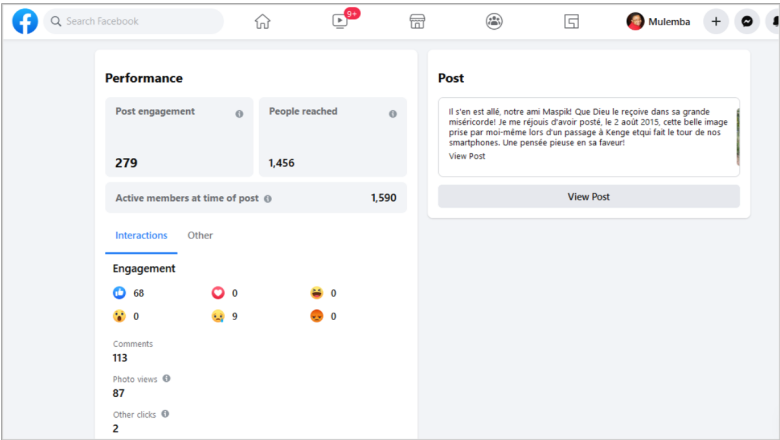 Search Facebook
9+
Mulemba
Performance
Post engagement
People reached
279
1,456
Active members at time of post
1,590
Interactions
Other
Engagement
68
0
0
0
9
0
Comments
113
Photo views
87
Other clicks
2
Post
Il s'en est allé, notre ami Maspik! Que Dieu le reçoive dans sa grande
miséricorde! Je me réjouis d'avoir posté, le 2 août 2015, cette belle image
prise par moi-même lors d'un passage à Kenge etqui fait le tour de nos
smartphones. Une pensée pieuse en sa faveur!
View Post
View Post